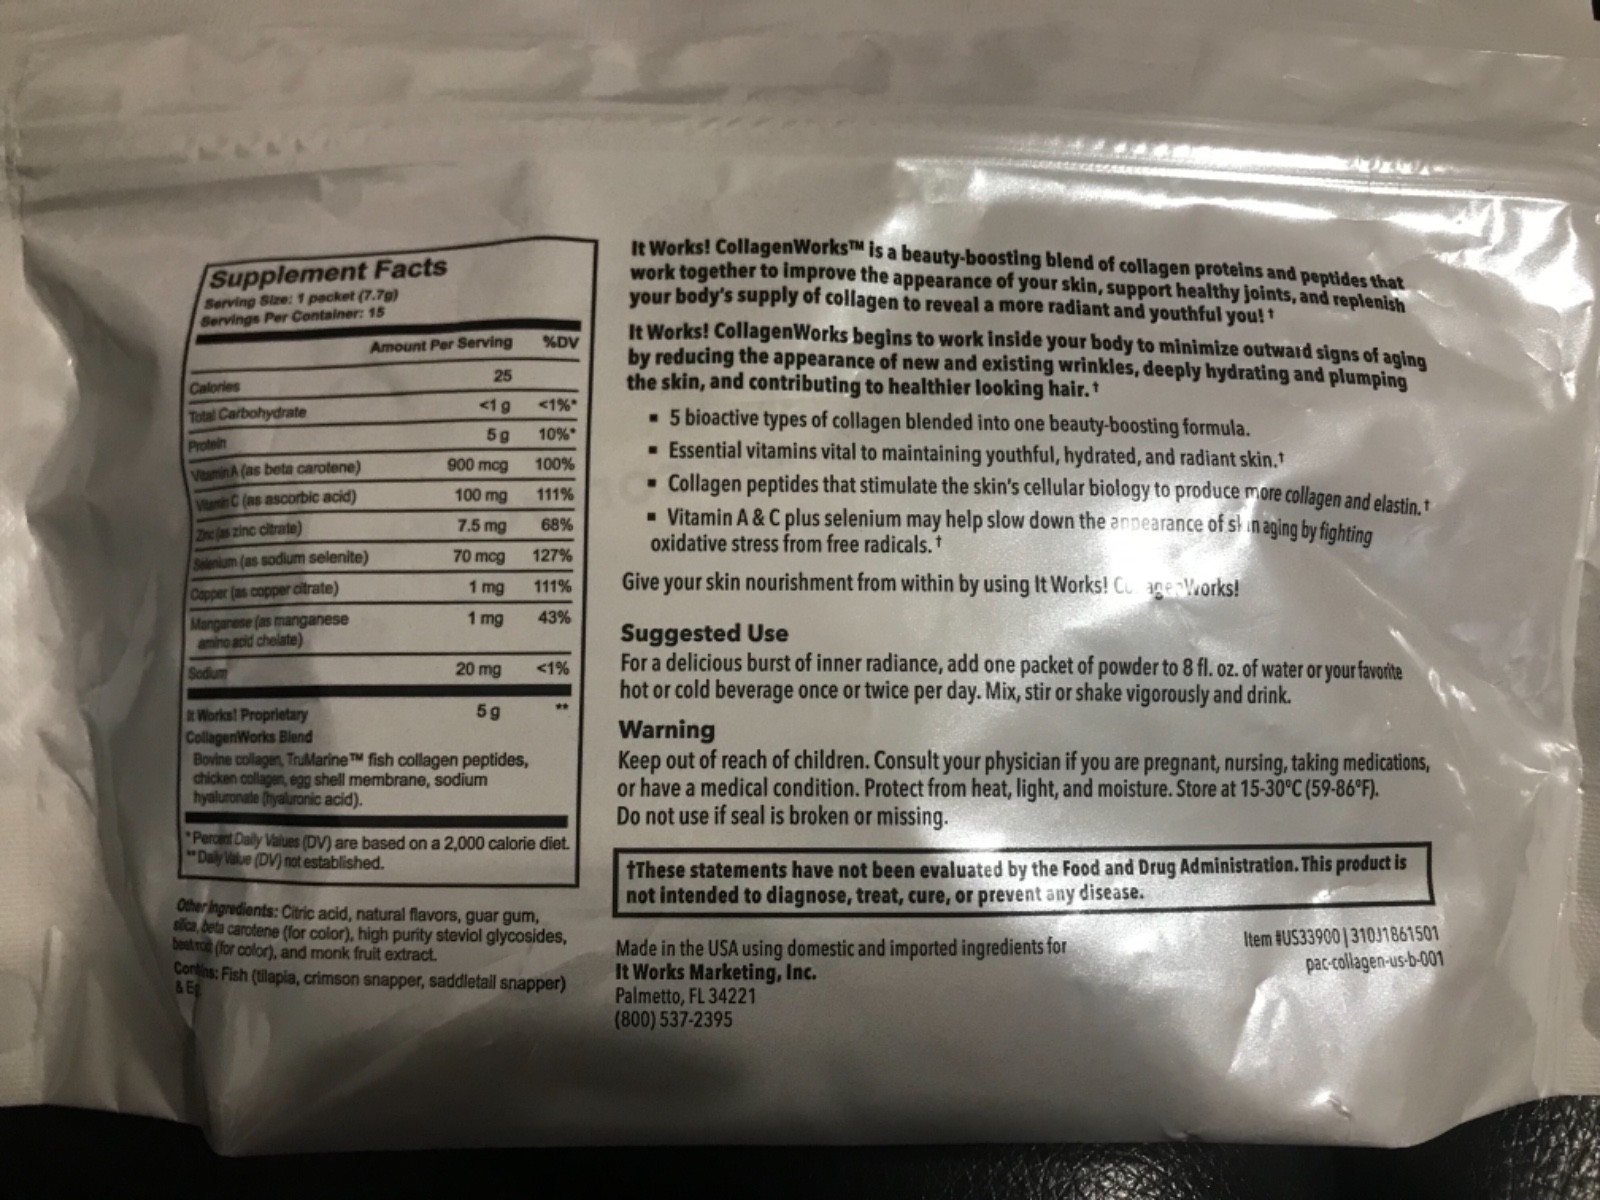 Supplement Facts
Serving Size: 1 packet (7.7g)
Servings Per Container: 15
Amount Per Serving %DV
Calories 25
Total Carbohydrate <1 g <1%*
Protein 5 g 10%*
Vitamin A (as beta carotene) 900 mcg 100%
Vitamin C (as ascorbic acid) 100 mg 111%
Zinc (as zinc citrate) 7.5 mg 68%
Selenium (as sodium selenite) 70 mcg 127%
Copper (as copper citrate) 1 mg 111%
Manganese (as manganese 1 mg 43%
amino acid chelate)
Sodium 20 mg <1%
It Works! Proprietary 5 g **
CollagenWorks Blend
Bovine collagen, TruMarine™ fish collagen peptides,
chicken collagen, egg shell membrane, sodium
hyaluronate (hyaluronic acid).
*Percent Daily Values (DV) are based on a 2,000 calorie diet.
**Daily Value (DV) not established.
Other Ingredients: Citric acid, natural flavors, guar gum,
silica, beta carotene (for color), high purity steviol glycosides,
beetroot (for color), and monk fruit extract.
Contains: Fish (tilapia, crimson snapper, saddletail snapper)
&
It Works! CollagenWorks™ is a beauty-boosting blend of collagen proteins and peptides that
work together to improve the appearance of your skin, support healthy joints, and replenish
your body's supply of collagen to reveal a more radiant and youthful you! †
It Works! CollagenWorks begins to work inside your body to minimize outward signs of aging
by reducing the appearance of new and existing wrinkles, deeply hydrating and plumping
the skin, and contributing to healthier looking hair. †
▪ 5 bioactive types of collagen blended into one beauty-boosting formula.
▪ Essential vitamins vital to maintaining youthful, hydrated, and radiant skin.†
▪ Collagen peptides that stimulate the skin's cellular biology to produce more collagen and elastin. †
▪ Vitamin A & C plus selenium may help slow down the appearance of skin aging by fighting
oxidative stress from free radicals. †
Give your skin nourishment from within by using It Works! CollagenWorks!
Suggested Use
For a delicious burst of inner radiance, add one packet of powder to 8 fl. oz. of water or your favorite
hot or cold beverage once or twice per day. Mix, stir or shake vigorously and drink.
Warning
Keep out of reach of children. Consult your physician if you are pregnant, nursing, taking medications,
or have a medical condition. Protect from heat, light, and moisture. Store at 15-30°C (59-86°F).
Do not use if seal is broken or missing.
†These statements have not been evaluated by the Food and Drug Administration. This product is
not intended to diagnose, treat, cure, or prevent any disease.
Made in the USA using domestic and imported ingredients for
It Works Marketing, Inc.
Palmetto, FL 34221
(800) 537-2395
Item #US33900 | 310J1861501
pac-collagen-us-b-001